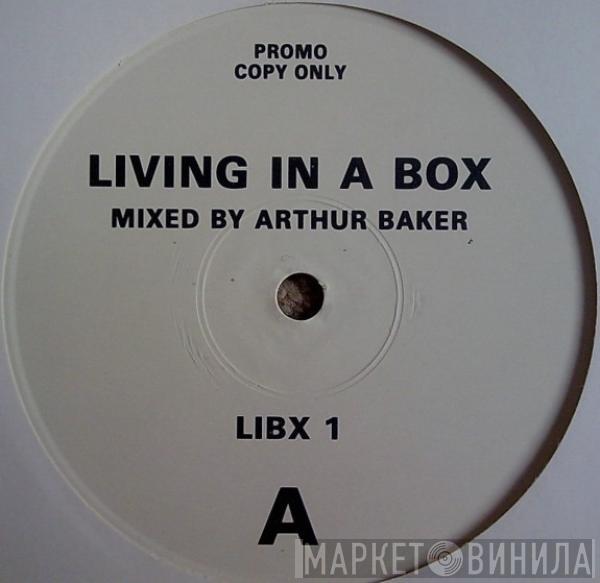 PROMO
COPY ONLY
LIVING IN A BOX
MIXED BY ARTHUR BAKER
LIBX 1
A
МАРКЕТ ВИНИЛА